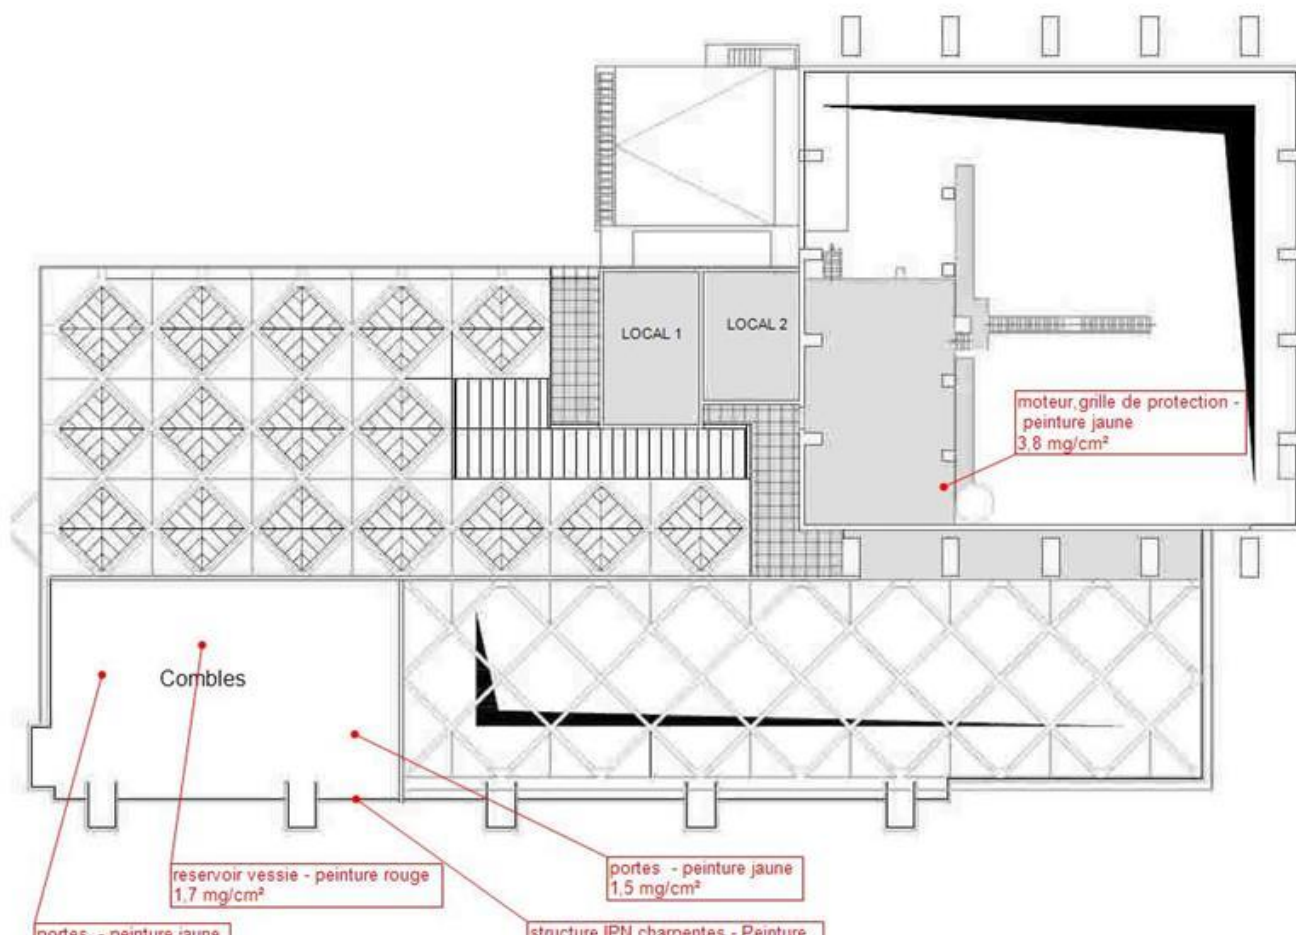 LOCAL 1
LOCAL 2
moteur,grille de protection -
peinture jaune
3,8 mg/cm²
Combles
reservoir vessie - peinture rouge
1,7 mg/cm²
portes - peinture jaune
1,5 mg/cm²
portes - peinture jaune
structure IPN charpentes - Peinture